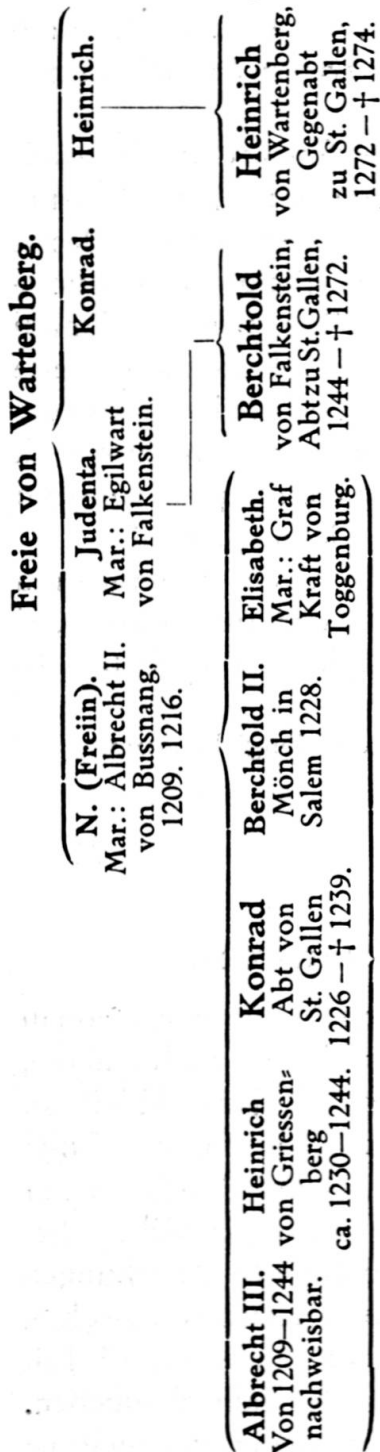 Freie von Wartenberg.
N. (Freiin).
Mar.: Albrecht II.
von Bussnang,
1209. 1216.
Judenta.
Mar.: Egilwart
von Falkenstein.
Konrad.
Heinrich.
Albrecht III.
Von 1209—1244
nachweisbar.
Heinrich
von Griessen-
berg
ca. 1230—1244.
Konrad
Abt von
St. Gallen
1226 — † 1239.
Berchtold II.
Mönch in
Salem 1228.
Elisabeth.
Mar.: Graf
Kraft von
Toggenburg.
Berchtold
von Falkenstein,
Abt zu St. Gallen,
1244 — † 1272.
Heinrich
von Wartenberg,
Gegenabt
zu St. Gallen,
1272 — † 1274.